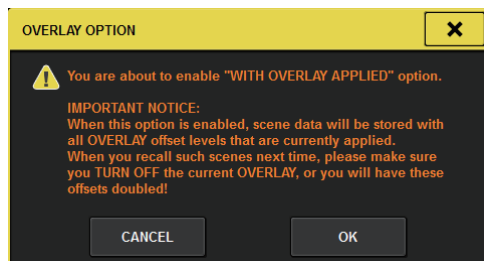 OVERLAY OPTION
You are about to enable "WITH OVERLAY APPLIED" option.
IMPORTANT NOTICE:
When this option is enabled, scene data will be stored with
all OVERLAY offset levels that are currently applied.
When you recall such scenes next time, please make sure
you TURN OFF the current OVERLAY, or you will have these
offsets doubled!
CANCEL OK